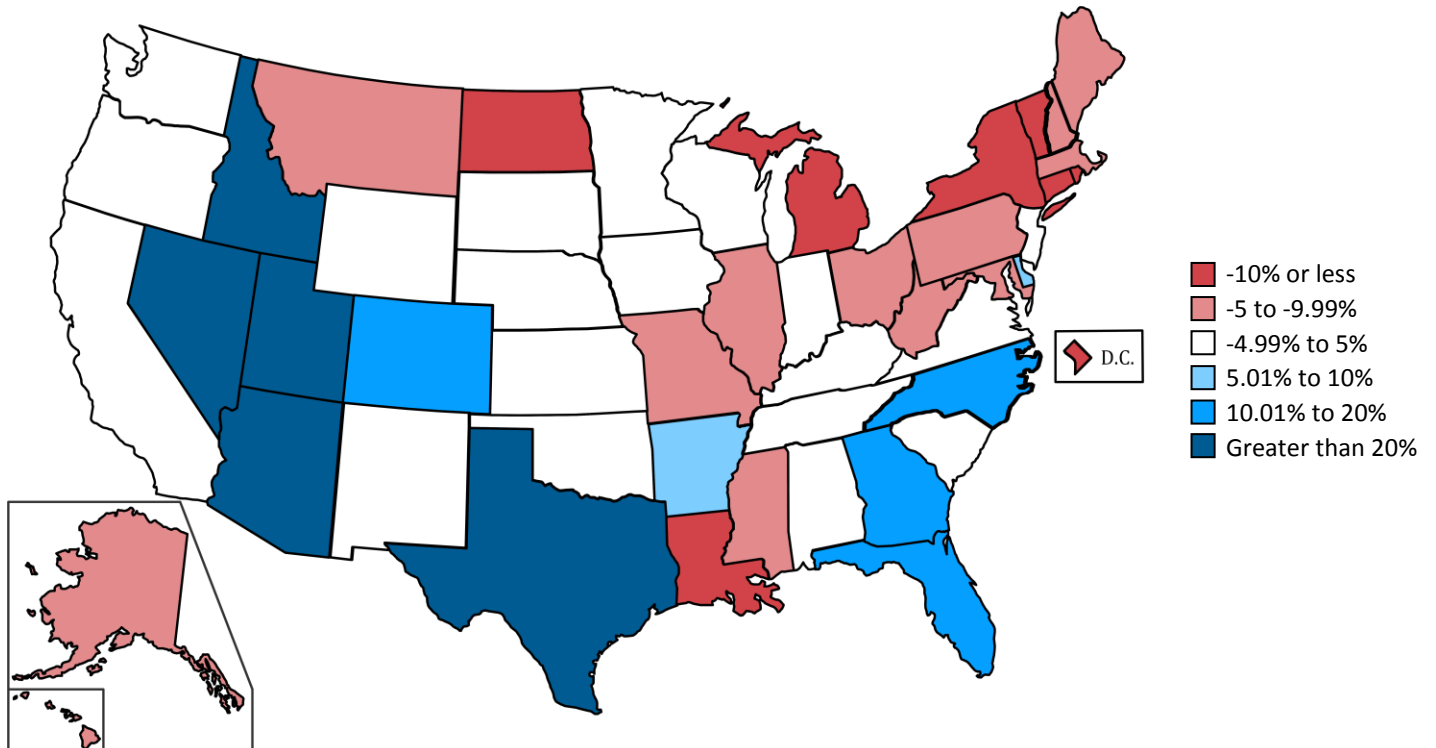 -10% or less
-5 to -9.99%
-4.99% to 5%
D.C.
5.01% to 10%
10.01% to 20%
Greater than 20%